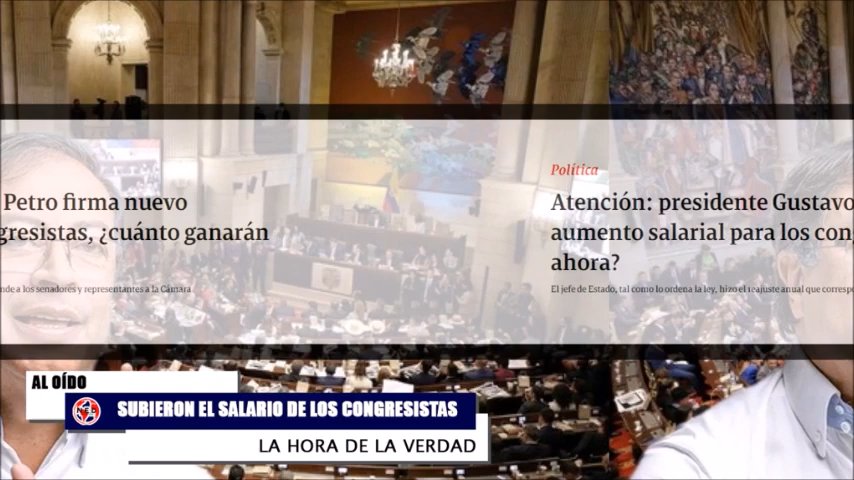 Petro firma nuevo
gresistas, ¿cuánto ganarán
nde a los senadores y representantes a la Cámara.
Política
Atención: presidente Gustavo
aumento salarial para los con
ahora?
El jefe de Estado, tal como lo ordena la ley, hizo el reajuste anual que correspo
AL OÍDO
SUBIERON EL SALARIO DE LOS CONGRESISTAS
LA HORA DE LA VERDAD